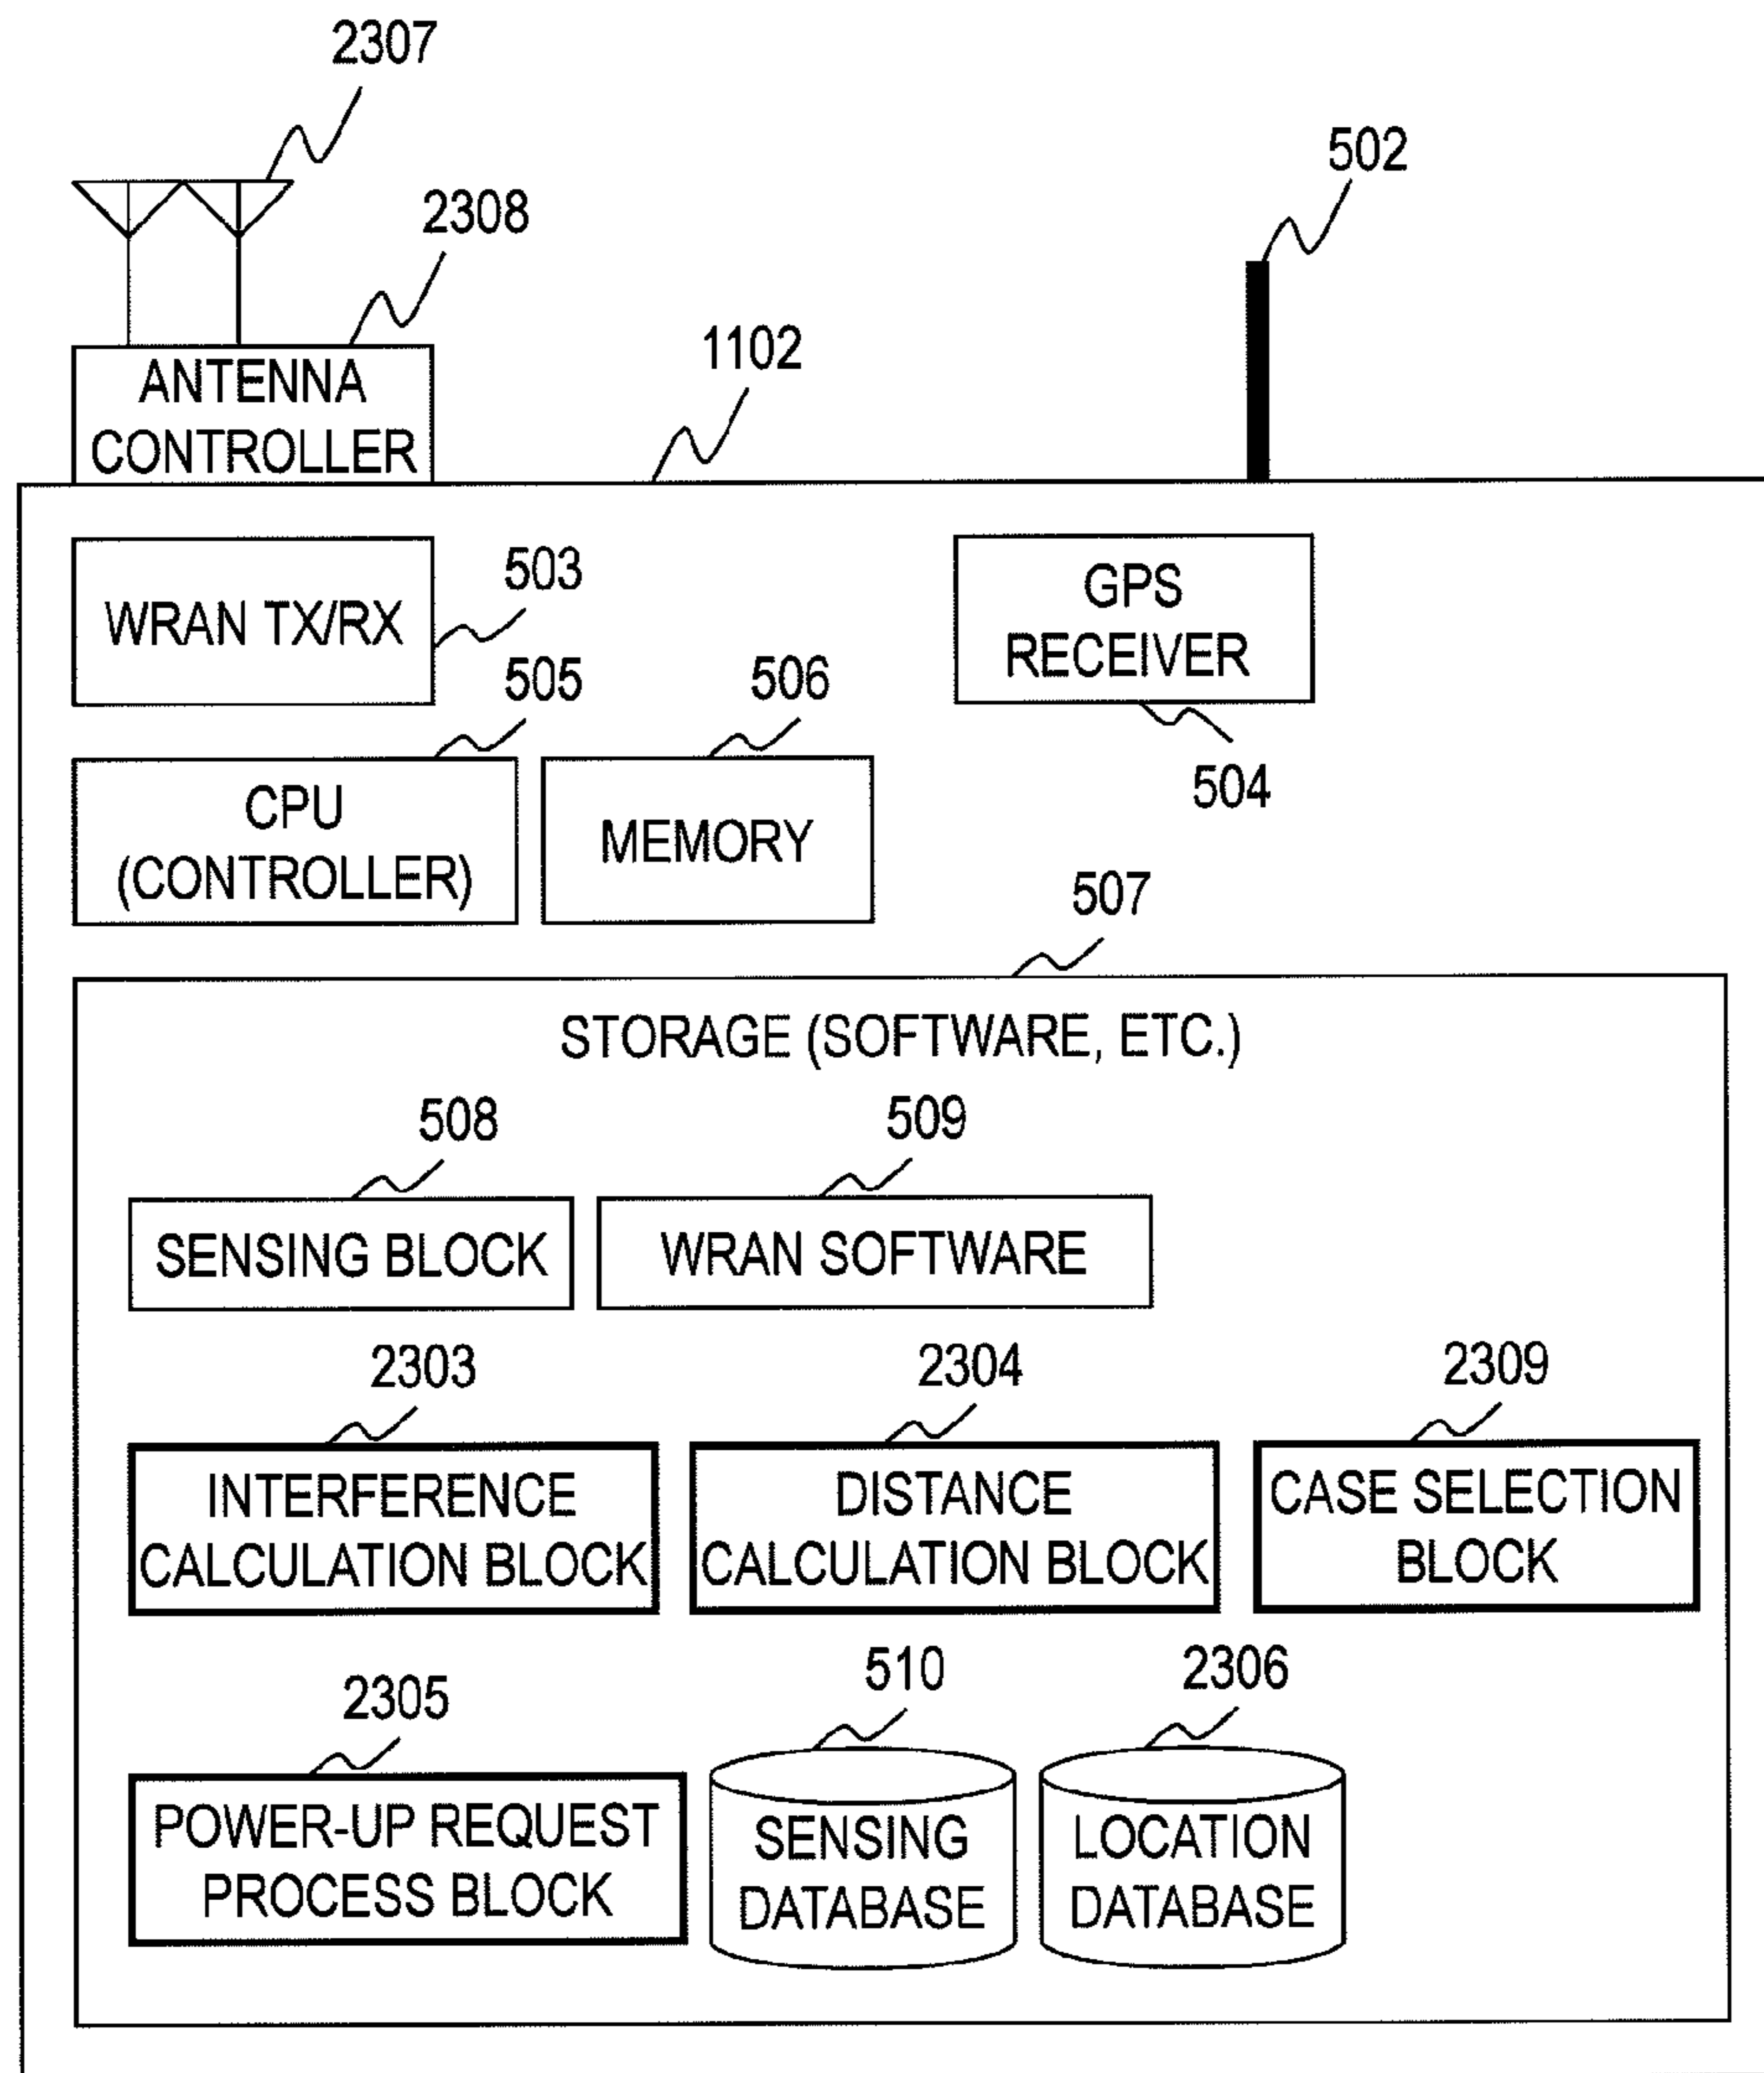 2307
502
2308
1102
ANTENNA
CONTROLLER
503
WRAN TX/RX
GPS
RECEIVER
504
505
506
CPU
(CONTROLLER)
MEMORY
507
STORAGE (SOFTWARE, ETC.)
508
509
SENSING BLOCK
WRAN SOFTWARE
2303
2304
2309
INTERFERENCE
CALCULATION BLOCK
DISTANCE
CALCULATION BLOCK
CASE SELECTION
BLOCK
2305
510
2306
POWER-UP REQUEST
PROCESS BLOCK
SENSING
DATABASE
LOCATION
DATABASE